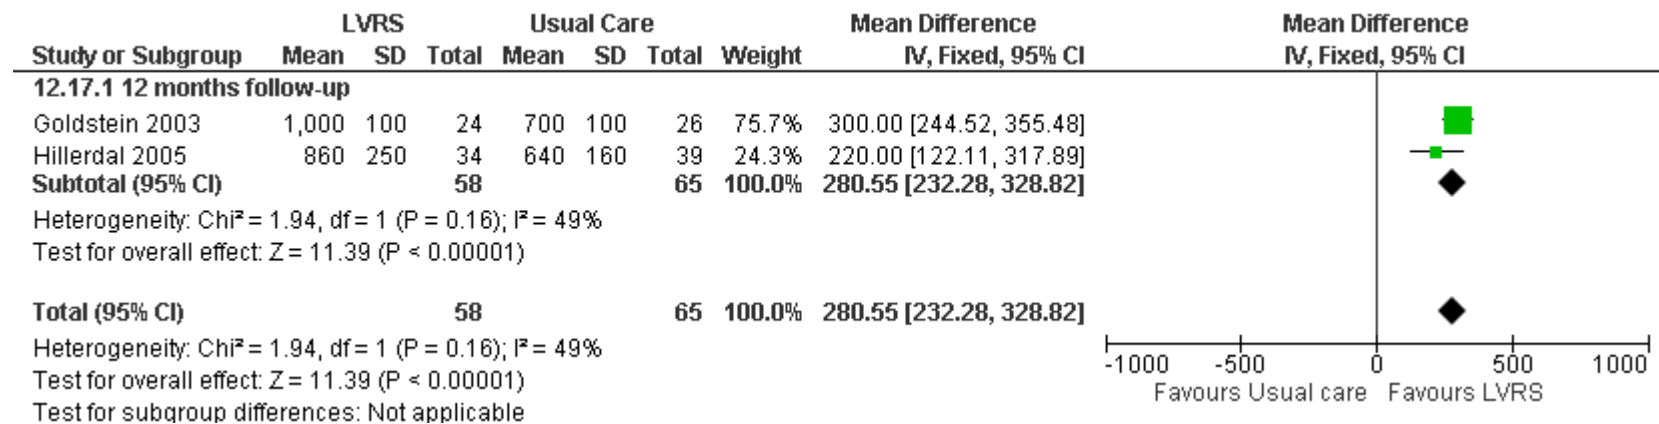 LVRS Usual Care Mean Difference Mean Difference
Study or Subgroup Mean SD Total Mean SD Total Weight IV, Fixed, 95% CI IV, Fixed, 95% CI
12.17.1 12 months follow-up
Goldstein 2003 1,000 100 24 700 100 26 75.7% 300.00 [244.52, 355.48]
Hillerdal 2005 860 250 34 640 160 39 24.3% 220.00 [122.11, 317.89]
Subtotal (95% CI) 58 65 100.0% 280.55 [232.28, 328.82]
Heterogeneity: Chi² = 1.94, df = 1 (P = 0.16); I² = 49%
Test for overall effect: Z = 11.39 (P < 0.00001)
Total (95% CI) 58 65 100.0% 280.55 [232.28, 328.82]
Heterogeneity: Chi² = 1.94, df = 1 (P = 0.16); I² = 49%
Test for overall effect: Z = 11.39 (P < 0.00001)
Test for subgroup differences: Not applicable
-1000 -500 0 500 1000
Favours Usual care Favours LVRS